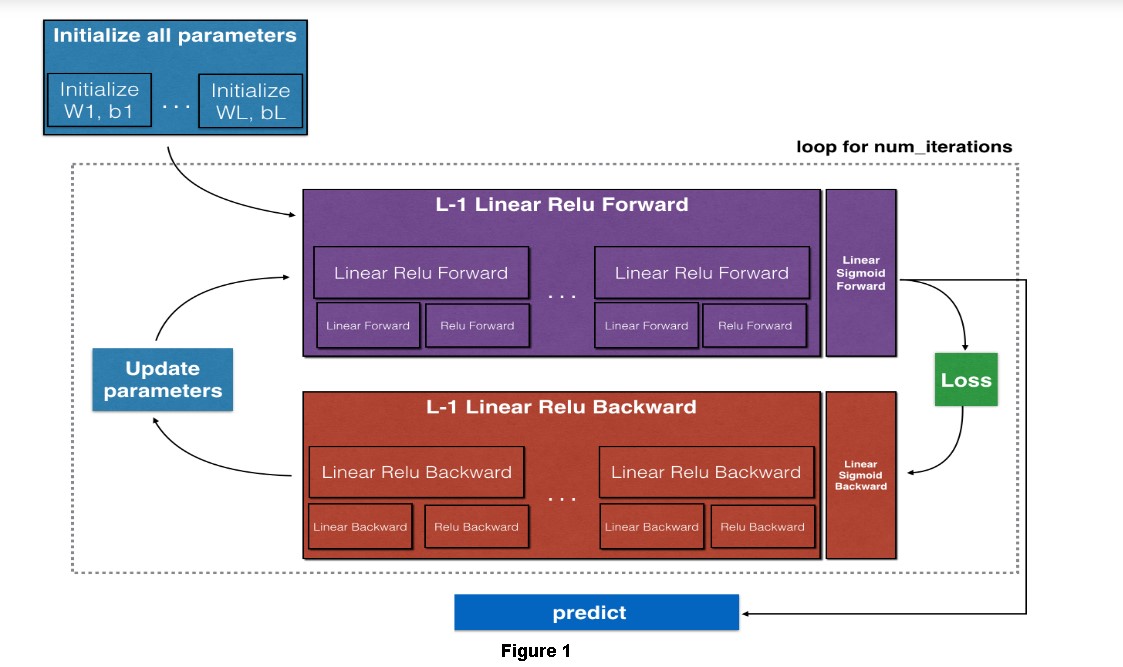 Initialize all parameters
Initialize
W1, b1
...
Initialize
WL, bL
loop for num_iterations
L-1 Linear Relu Forward
Linear Relu Forward
Linear Forward
Relu Forward
...
Linear Relu Forward
Linear Forward
Relu Forward
Linear
Sigmoid
Forward
Update
parameters
Loss
L-1 Linear Relu Backward
Linear Relu Backward
Linear Backward
Relu Backward
...
Linear Relu Backward
Linear Backward
Relu Backward
Linear
Sigmoid
Backward
predict
Figure 1